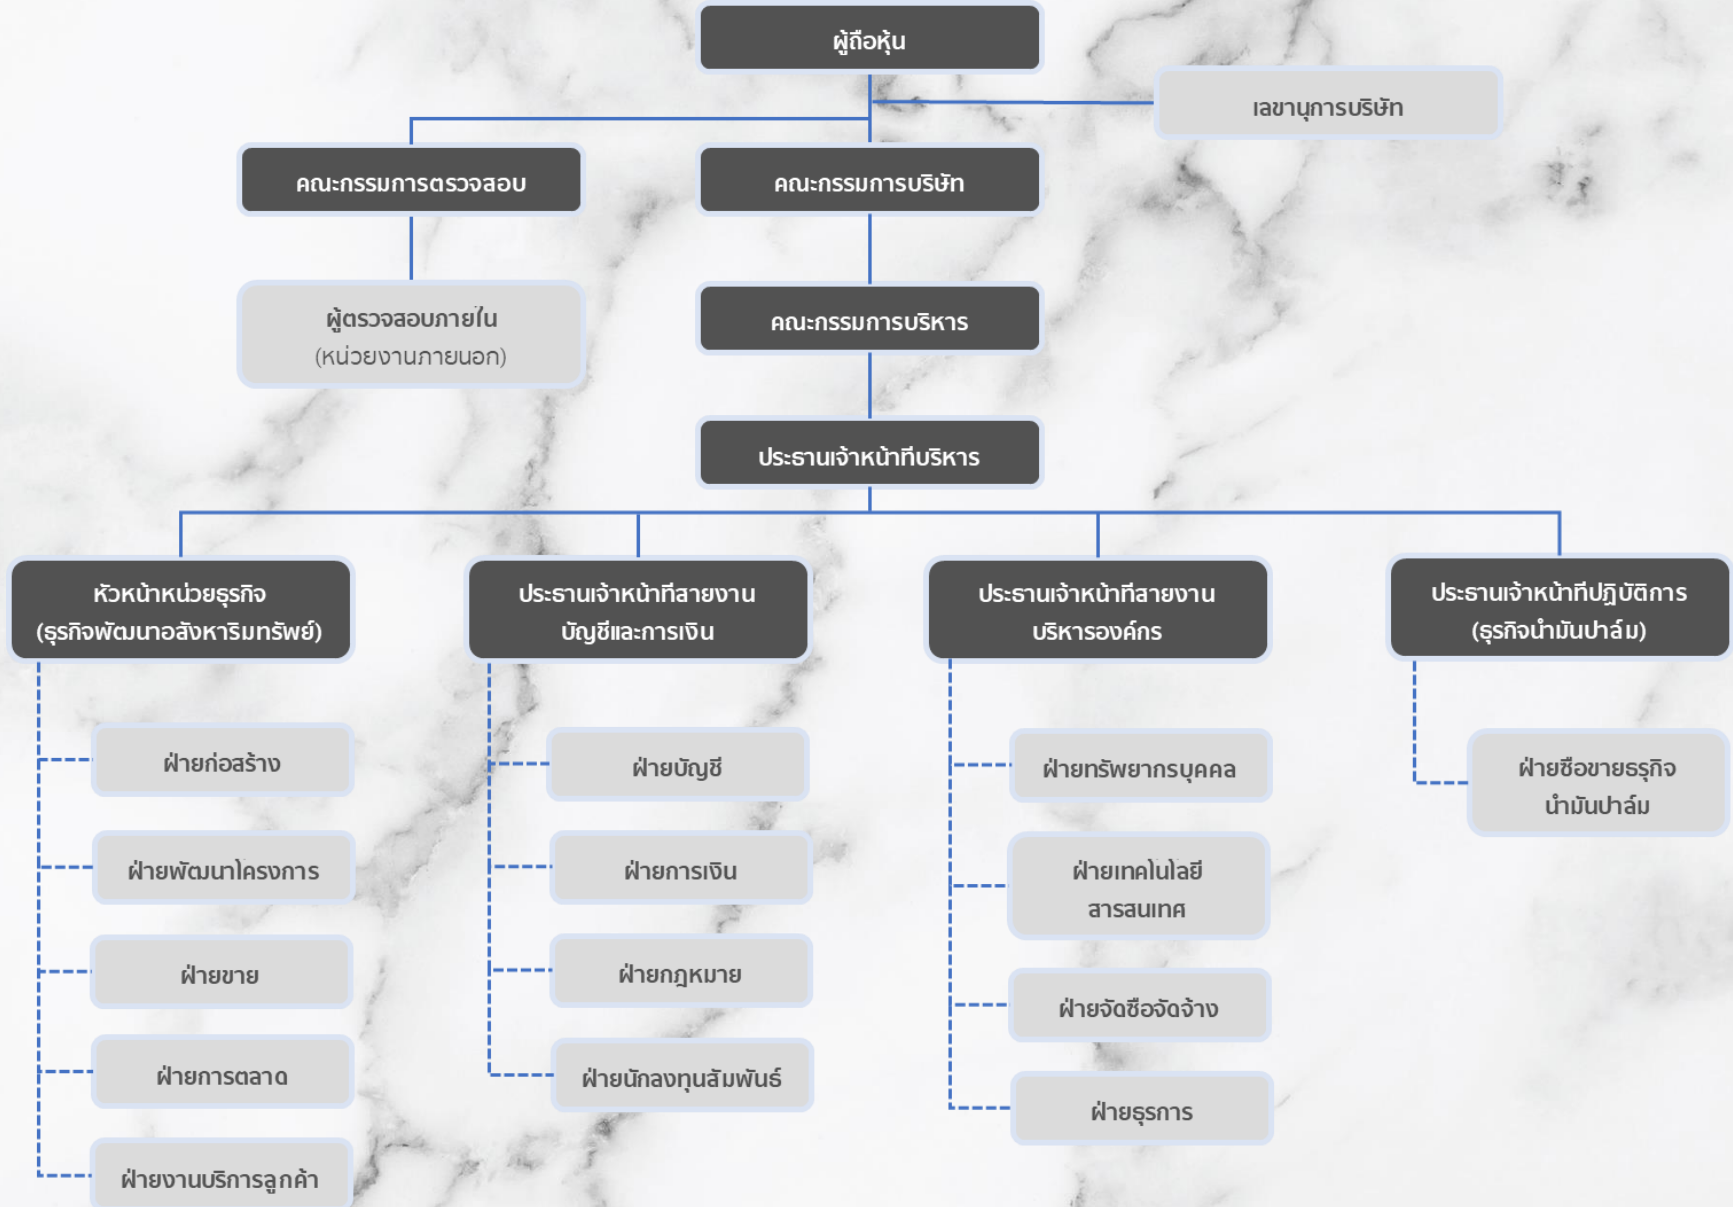 ผู้ถือหุ้น
เลขานุการบริษัท
คณะกรรมการตรวจสอบ
คณะกรรมการบริษัท
ผู้ตรวจสอบภายใน
(หน่วยงานภายนอก)
คณะกรรมการบริหาร
ประธานเจ้าหน้าที่บริหาร
หัวหน้าหน่วยธุรกิจ
(ธุรกิจพัฒนาอสังหาริมทรัพย์)
ประธานเจ้าหน้าที่สายงาน
บัญชีและการเงิน
ประธานเจ้าหน้าที่สายงาน
บริหารองค์กร
ประธานเจ้าหน้าที่ปฏิบัติการ
(ธุรกิจน้ำมันปาล์ม)
ฝ่ายก่อสร้าง
ฝ่ายพัฒนาโครงการ
ฝ่ายขาย
ฝ่ายการตลาด
ฝ่ายงานบริการลูกค้า
ฝ่ายบัญชี
ฝ่ายการเงิน
ฝ่ายกฎหมาย
ฝ่ายนักลงทุนสัมพันธ์
ฝ่ายทรัพยากรบุคคล
ฝ่ายเทคโนโลยี
สารสนเทศ
ฝ่ายจัดซื้อจัดจ้าง
ฝ่ายธุรการ
ฝ่ายซื้อขายธรุกิจ
น้ำมันปาล์ม